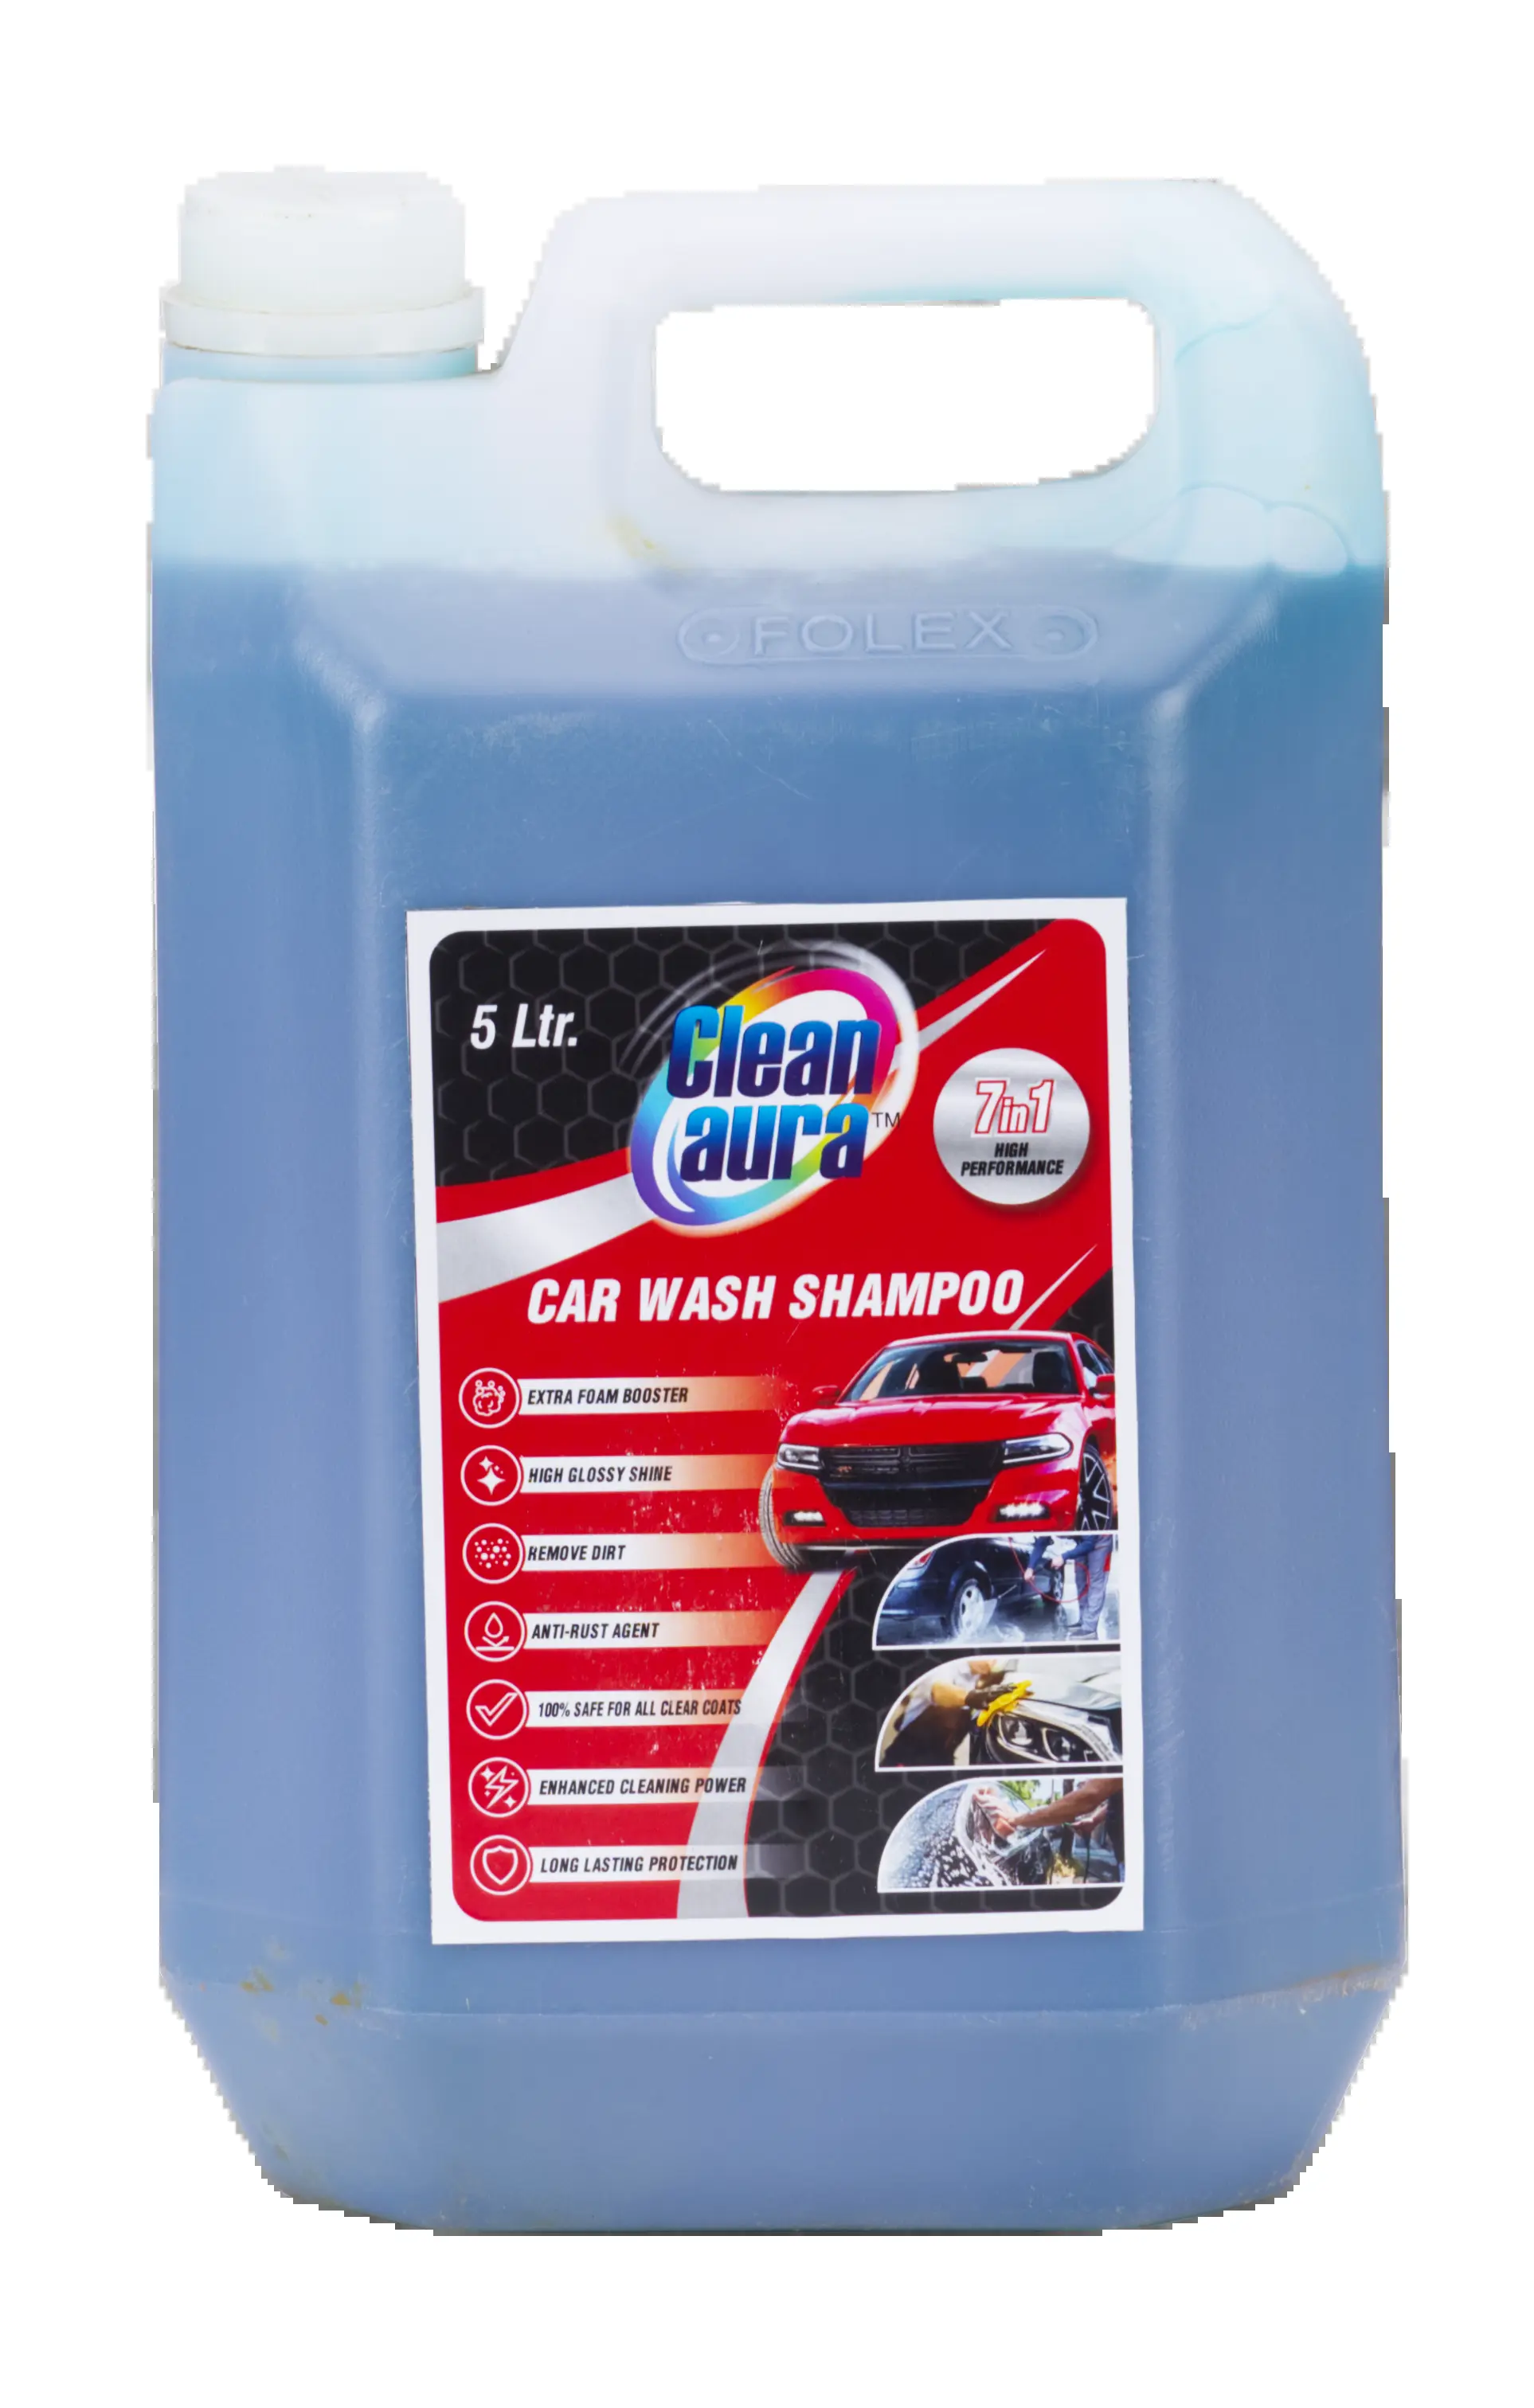 FOLEX
5 Ltr.
Clean
aura™
7in1
HIGH
PERFORMANCE
CAR WASH SHAMPOO
EXTRA FOAM BOOSTER
HIGH GLOSSY SHINE
REMOVE DIRT
ANTI-RUST AGENT
100% SAFE FOR ALL CLEAR COATS
ENHANCED CLEANING POWER
LONG LASTING PROTECTION